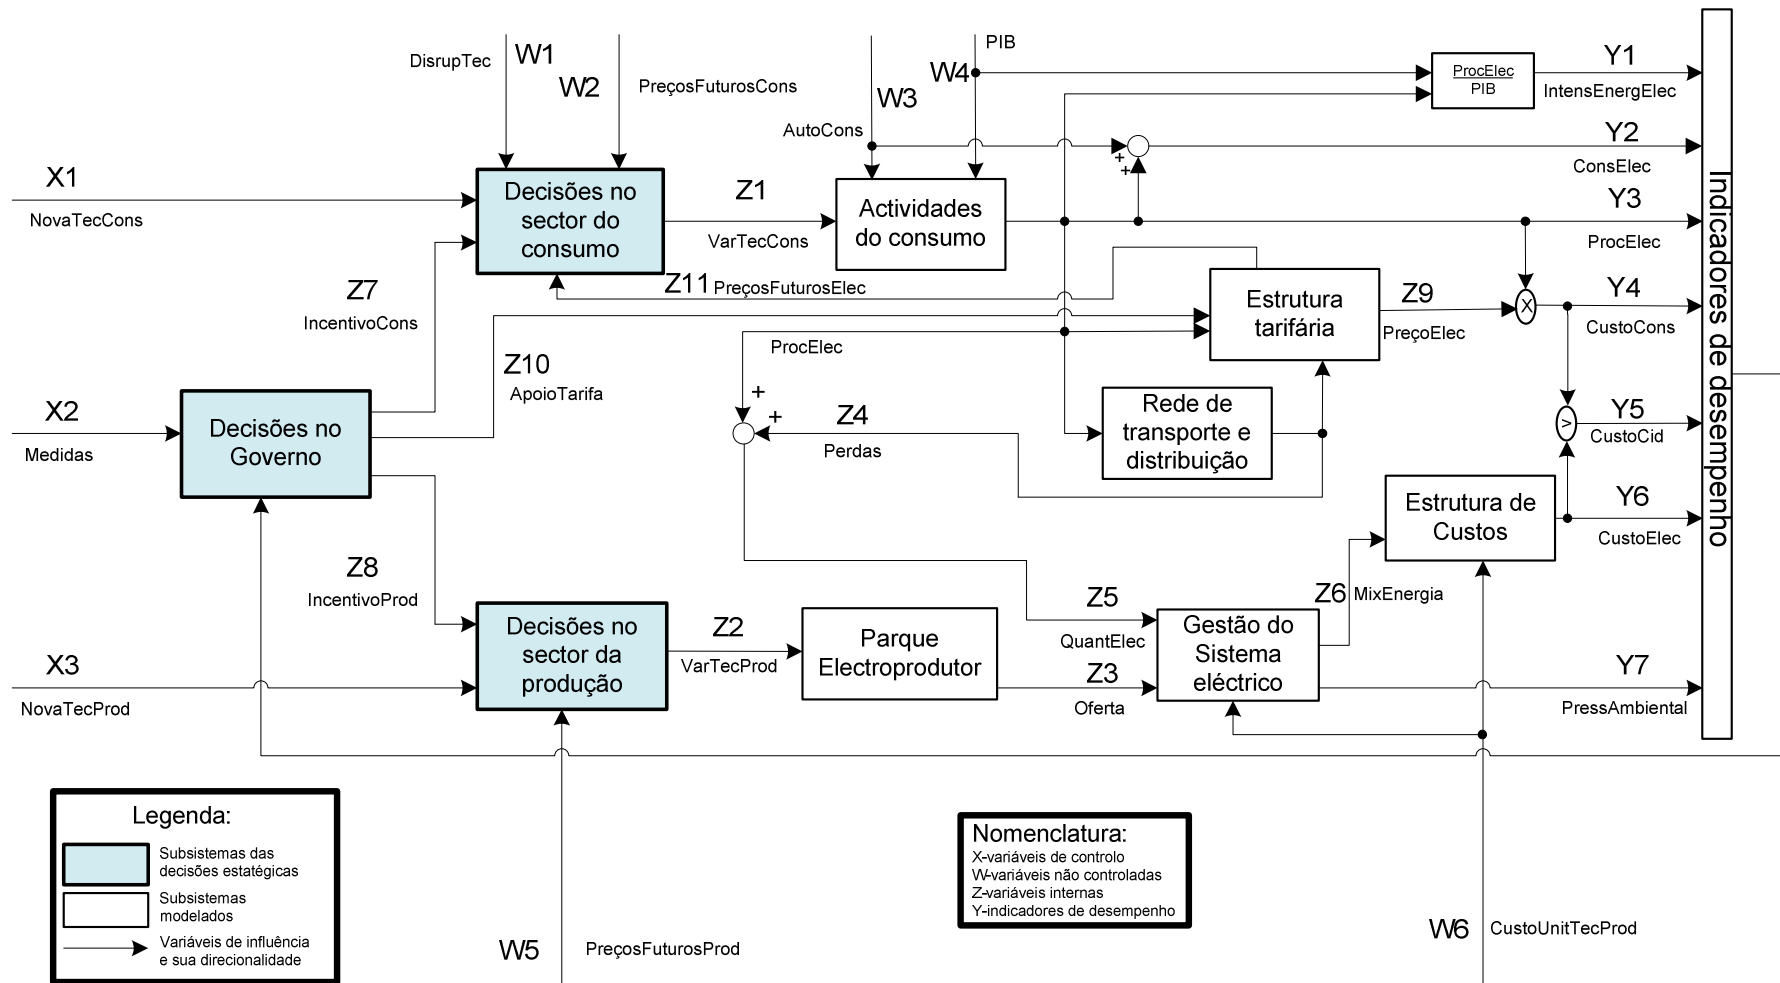 DisrupTec
W1
W2
PreçosFuturosCons
PIB
W4
W3
AutoCons
ProcElec
PIB
Y1
IntensEnergElec
Y2
ConsElec
X1
NovaTecCons
Decisões no
sector do
consumo
Z1
VarTecCons
Actividades
do consumo
+
+
Y3
ProcElec
Z7
IncentivoCons
Z11 PreçosFuturosElec
Estrutura
tarifária
Z9
PreçoElec
X
Y4
CustoCons
ProcElec
Z10
ApoioTarifa
X2
Medidas
Decisões no
Governo
+
+
Z4
Perdas
Rede de
transporte e
distribuição
>
Y5
CustoCid
Estrutura de
Custos
Y6
CustoElec
Indicadores de desempenho
Z8
IncentivoProd
X3
NovaTecProd
Decisões no
sector da
produção
Z2
VarTecProd
Parque
Electroprodutor
Z5
QuantElec
Z3
Oferta
Gestão do
Sistema
eléctrico
Z6 MixEnergia
Y7
PressAmbiental
Legenda:
Subsistemas das
decisões estatégicas
Subsistemas
modelados
Variáveis de influência
e sua direcionalidade
W5
PreçosFuturosProd
Nomenclatura:
X-variáveis de controlo
W-variáveis não controladas
Z-variáveis internas
Y-indicadores de desempenho
W6
CustoUnitTecProd